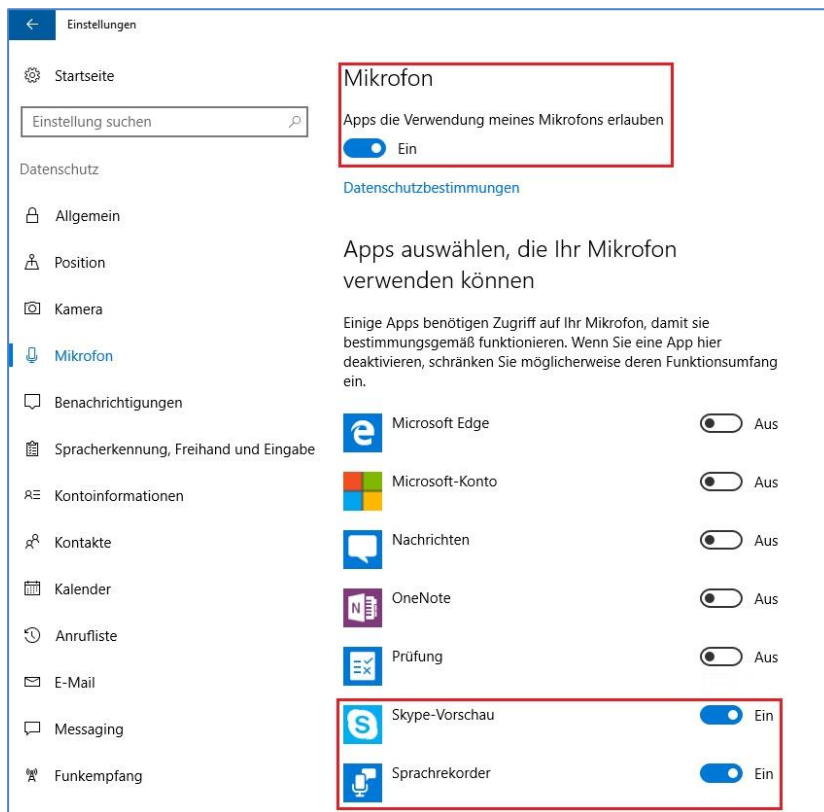 Einstellungen
Startseite
Einstellung suchen
Datenschutz
Allgemein
Position
Kamera
Mikrofon
Benachrichtigungen
Spracherkennung, Freihand und Eingabe
Kontoinformationen
Kontakte
Kalender
Anrufliste
E-Mail
Messaging
Funkempfang
Mikrofon
Apps die Verwendung meines Mikrofons erlauben
Ein
Datenschutzbestimmungen
Apps auswählen, die Ihr Mikrofon
verwenden können
Einige Apps benötigen Zugriff auf Ihr Mikrofon, damit sie
bestimmungsgemäß funktionieren. Wenn Sie eine App hier
deaktivieren, schränken Sie möglicherweise deren Funktionsumfang
ein.
Microsoft Edge Aus
Microsoft-Konto Aus
Nachrichten Aus
OneNote Aus
Prüfung Aus
Skype-Vorschau Ein
Sprachrekorder Ein